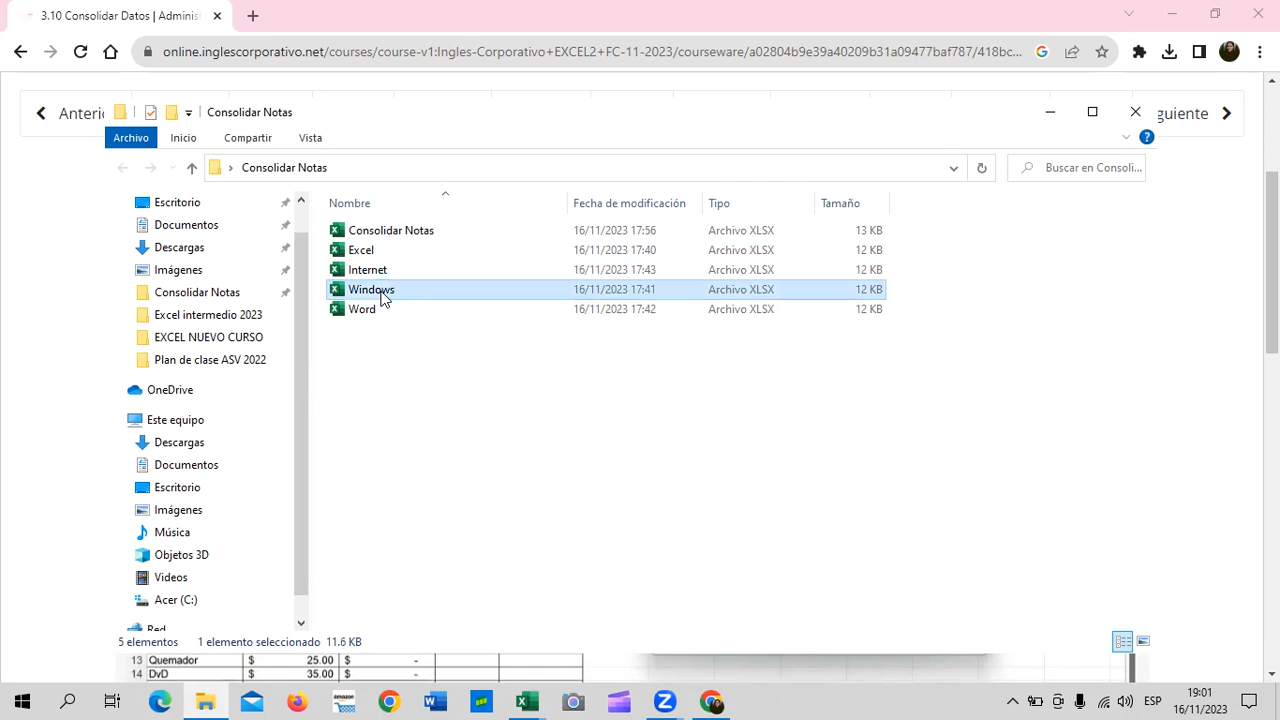 3.10 Consolidar Datos | Adminis
online.inglescorporativo.net/courses/course-v1:Ingles-Corporativo+EXCEL2+FC-11-2023/courseware/a02804b9e39a40209b31a09477baf787/418bc...
Anteri
Consolidar Notas
guiente
Archivo Inicio Compartir Vista
Consolidar Notas
Buscar en Consoli...
Nombre Fecha de modificación Tipo Tamaño
Consolidar Notas 16/11/2023 17:56 Archivo XLSX 13 KB
Excel 16/11/2023 17:40 Archivo XLSX 12 KB
Internet 16/11/2023 17:43 Archivo XLSX 12 KB
Windows 16/11/2023 17:41 Archivo XLSX 12 KB
Word 16/11/2023 17:42 Archivo XLSX 12 KB
Escritorio
Documentos
Descargas
Imágenes
Consolidar Notas
Excel intermedio 2023
EXCEL NUEVO CURSO
Plan de clase ASV 2022
OneDrive
Este equipo
Descargas
Documentos
Escritorio
Imágenes
Música
Objetos 3D
Videos
Acer (C:)
Red
5 elementos 1 elemento seleccionado 11.6 KB
13 Quemador $ 25.00 $ -
14 DvD $ 35.00 $ -
amazon
ESP
19:01
16/11/2023